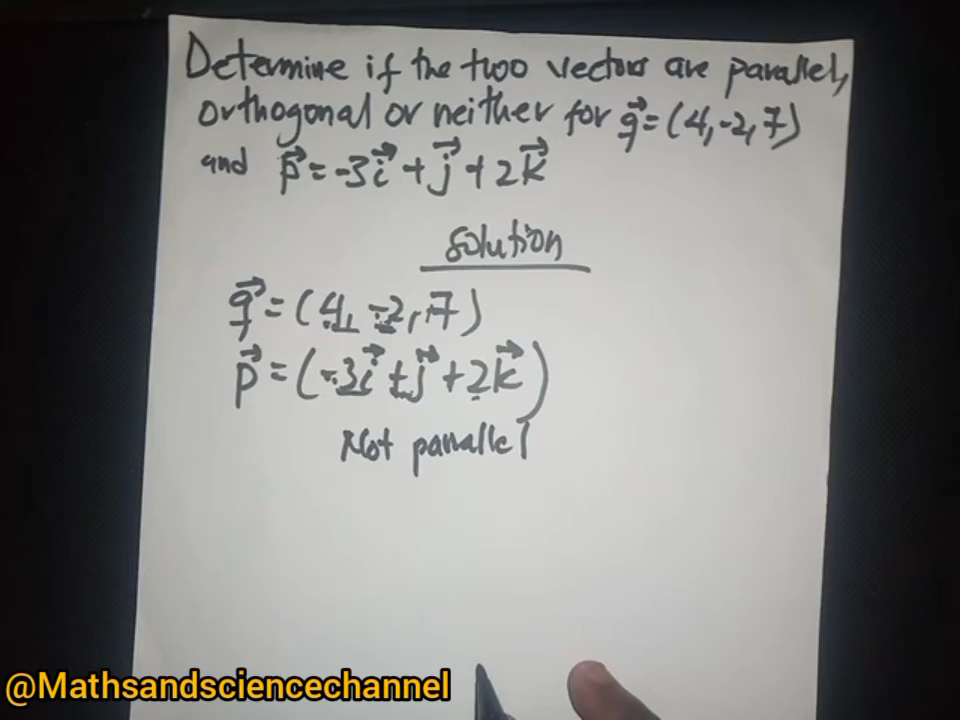 Determine if the two vectors are parallel,
orthogonal or neither for q⃗ = (4, -2, 7)
and p⃗ = -3i⃗ + j⃗ + 2k⃗
solution
q⃗ = (4, -2, 7)
p⃗ = (-3i⃗ + j⃗ + 2k⃗)
Not parallel
@Mathsandsciencechannel